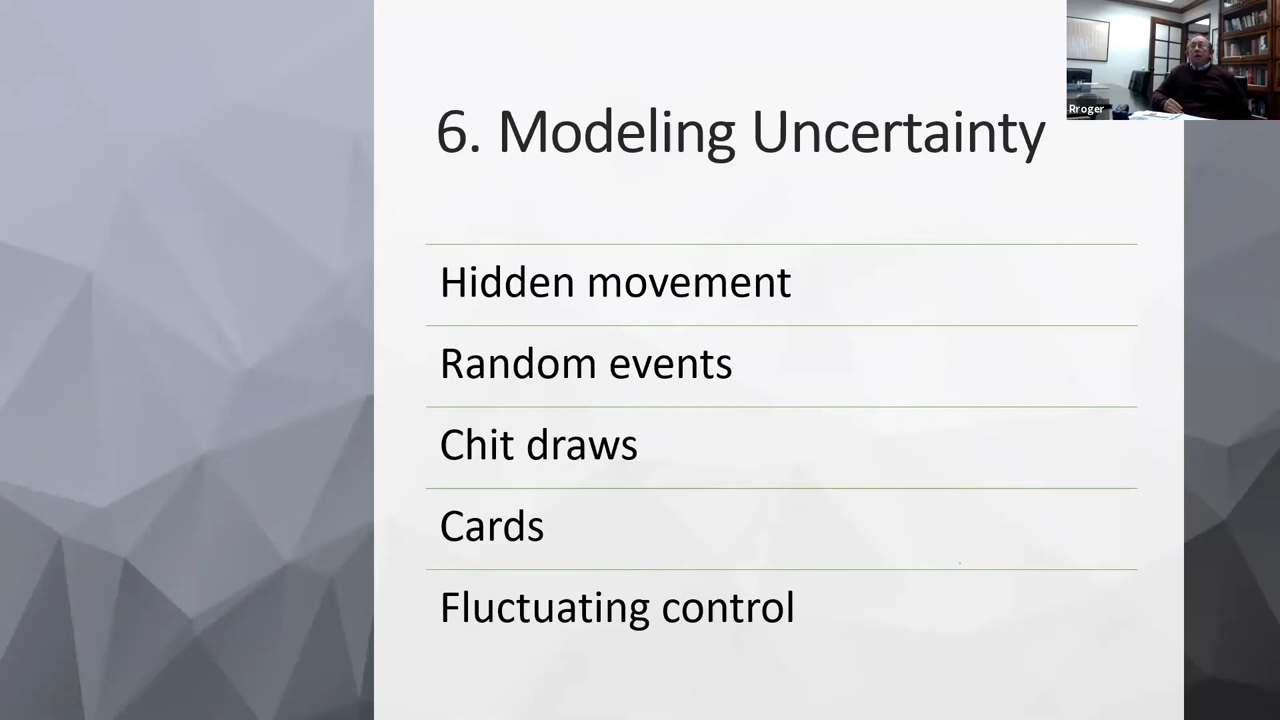 6. Modeling Uncertainty
Rroger
Hidden movement
Random events
Chit draws
Cards
Fluctuating control